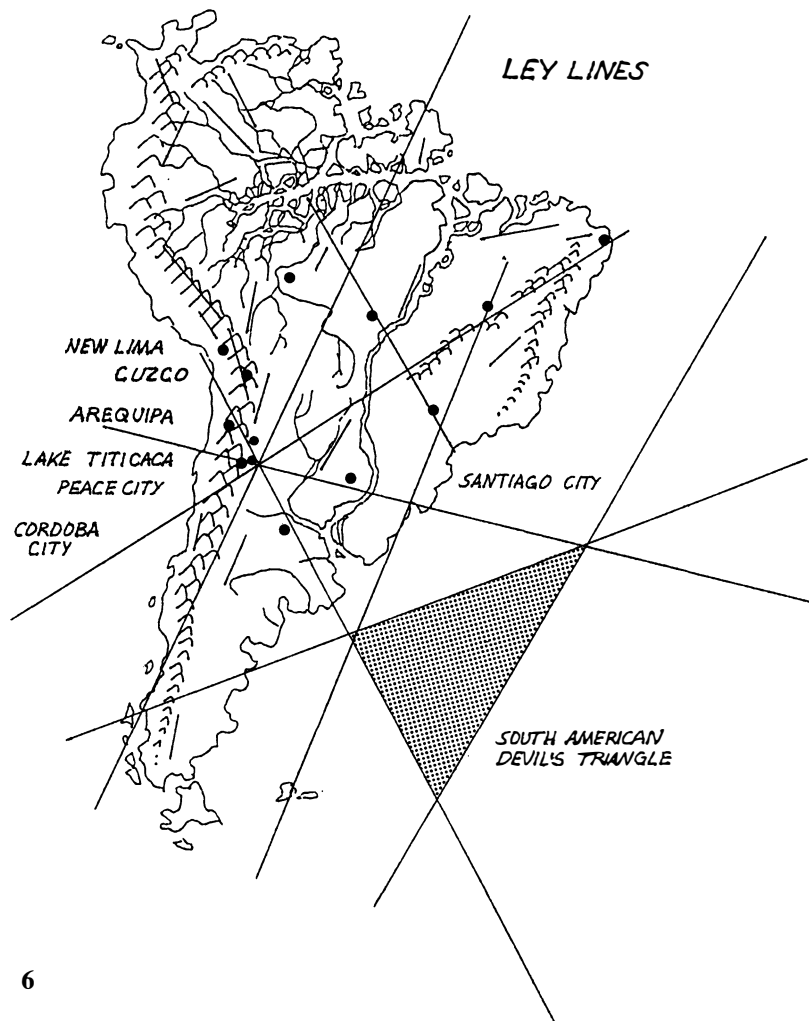 LEY LINES
NEW LIMA
CUZCO
AREQUIPA
LAKE TITICACA
PEACE CITY
CORDOBA
CITY
SANTIAGO CITY
SOUTH AMERICAN
DEVIL'S TRIANGLE
6